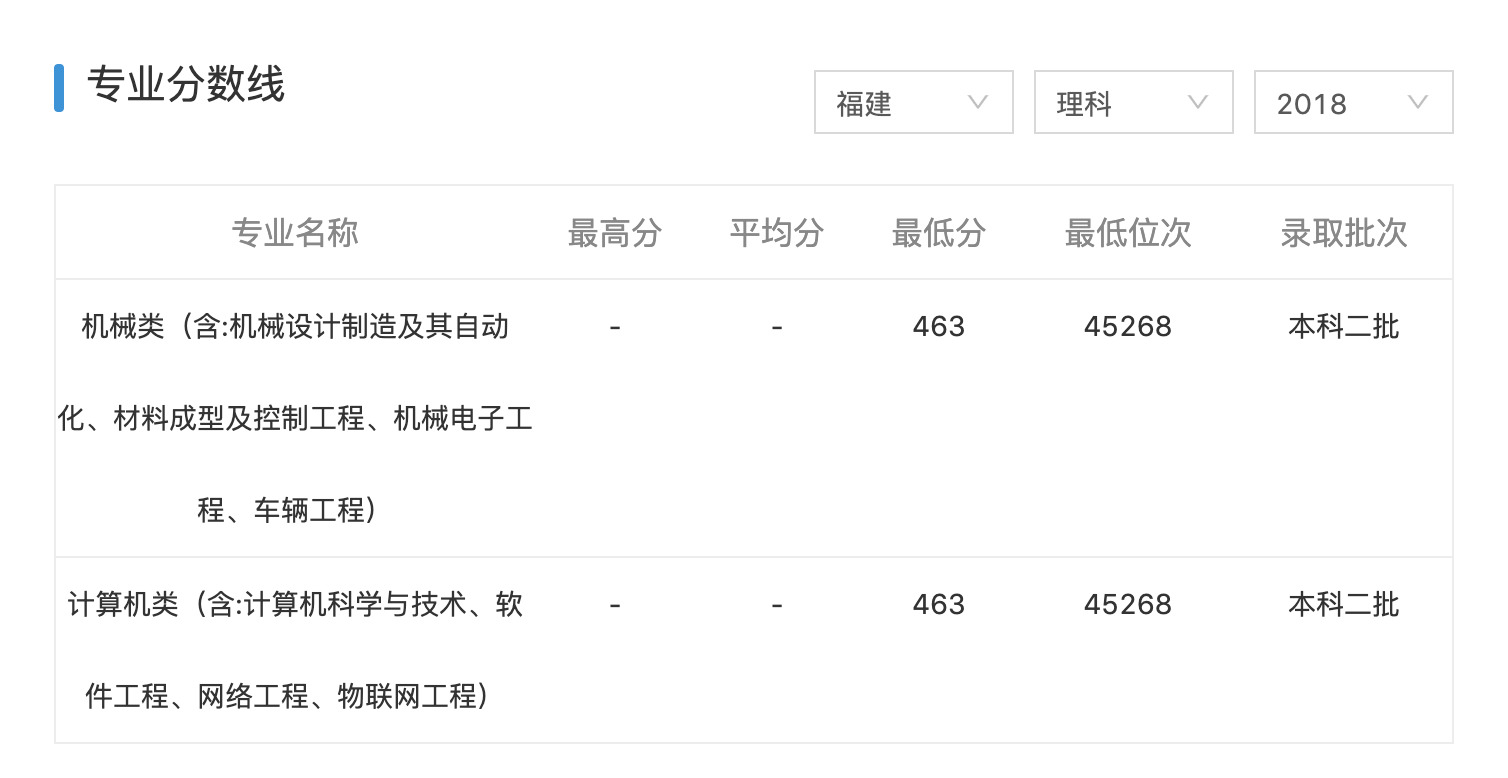 专业分数线
福建 理科 2018
专业名称 最高分 平均分 最低分 最低位次 录取批次
机械类（含:机械设计制造及其自动 - - 463 45268 本科二批
化、材料成型及控制工程、机械电子工
程、车辆工程）
计算机类（含:计算机科学与技术、软 - - 463 45268 本科二批
件工程、网络工程、物联网工程）